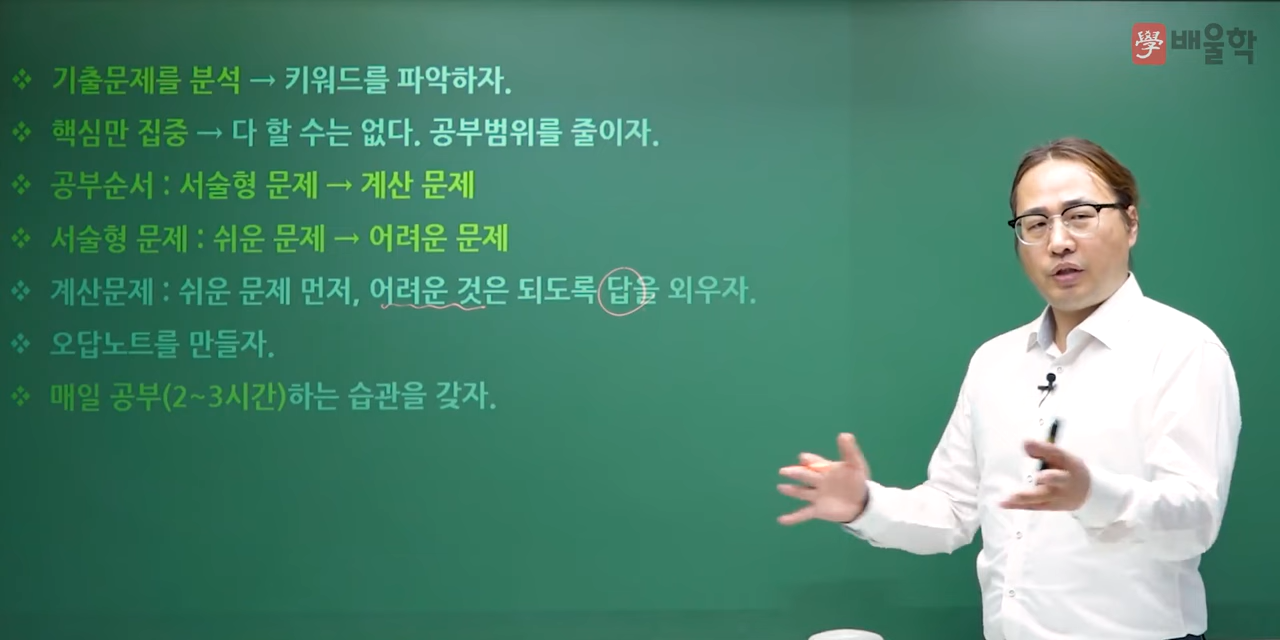 學 배울학
❖ 기출문제를 분석 → 키워드를 파악하자.
❖ 핵심만 집중 → 다 할 수는 없다. 공부범위를 줄이자.
❖ 공부순서 : 서술형 문제 → 계산 문제
❖ 서술형 문제 : 쉬운 문제 → 어려운 문제
❖ 계산문제 : 쉬운 문제 먼저, 어려운 것은 되도록 답을 외우자.
❖ 오답노트를 만들자.
❖ 매일 공부(2~3시간)하는 습관을 갖자.